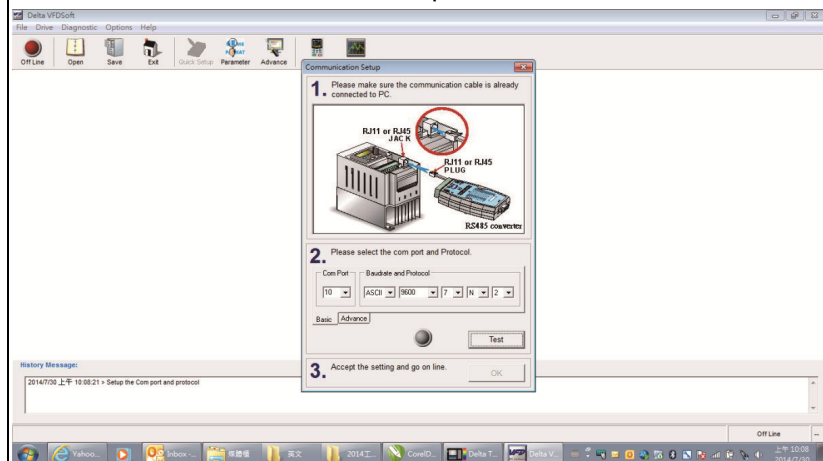 Delta VFDSoft
File Drive Diagnostic Options Help
Off Line Open Save Exit Quick Setup Parameter Advance
Communication Setup
1. Please make sure the communication cable is already
connected to PC.
RJ11 or RJ45
JACK
RJ11 or RJ45
PLUG
RS485 converter
2. Please select the com port and Protocol.
Com Port Baudrate and Protocol
10 ASCII 9600 7 N 2
Basic Advance
Test
3. Accept the setting and go on line.
OK
History Message:
2014/7/30 上午 10:08:21 > Setup the Com port and protocol
Off Line --
Yahoo... Inbox -... 英文 2014工... CorelD... Delta T... Delta V...
上午 10:08
2014/7/30